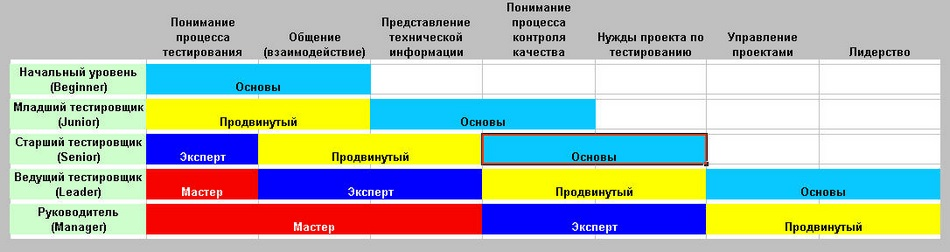 Понимание процесса тестирования
Общение (взаимодействие)
Представление технической информации
Понимание процесса контроля качества
Нужды проекта по тестированию
Управление проектами
Лидерство
Начальный уровень (Beginner)
Основы
Младший тестировщик (Junior)
Продвинутый
Основы
Старший тестировщик (Senior)
Эксперт
Продвинутый
Основы
Ведущий тестировщик (Leader)
Мастер
Эксперт
Продвинутый
Основы
Руководитель (Manager)
Мастер
Эксперт
Продвинутый